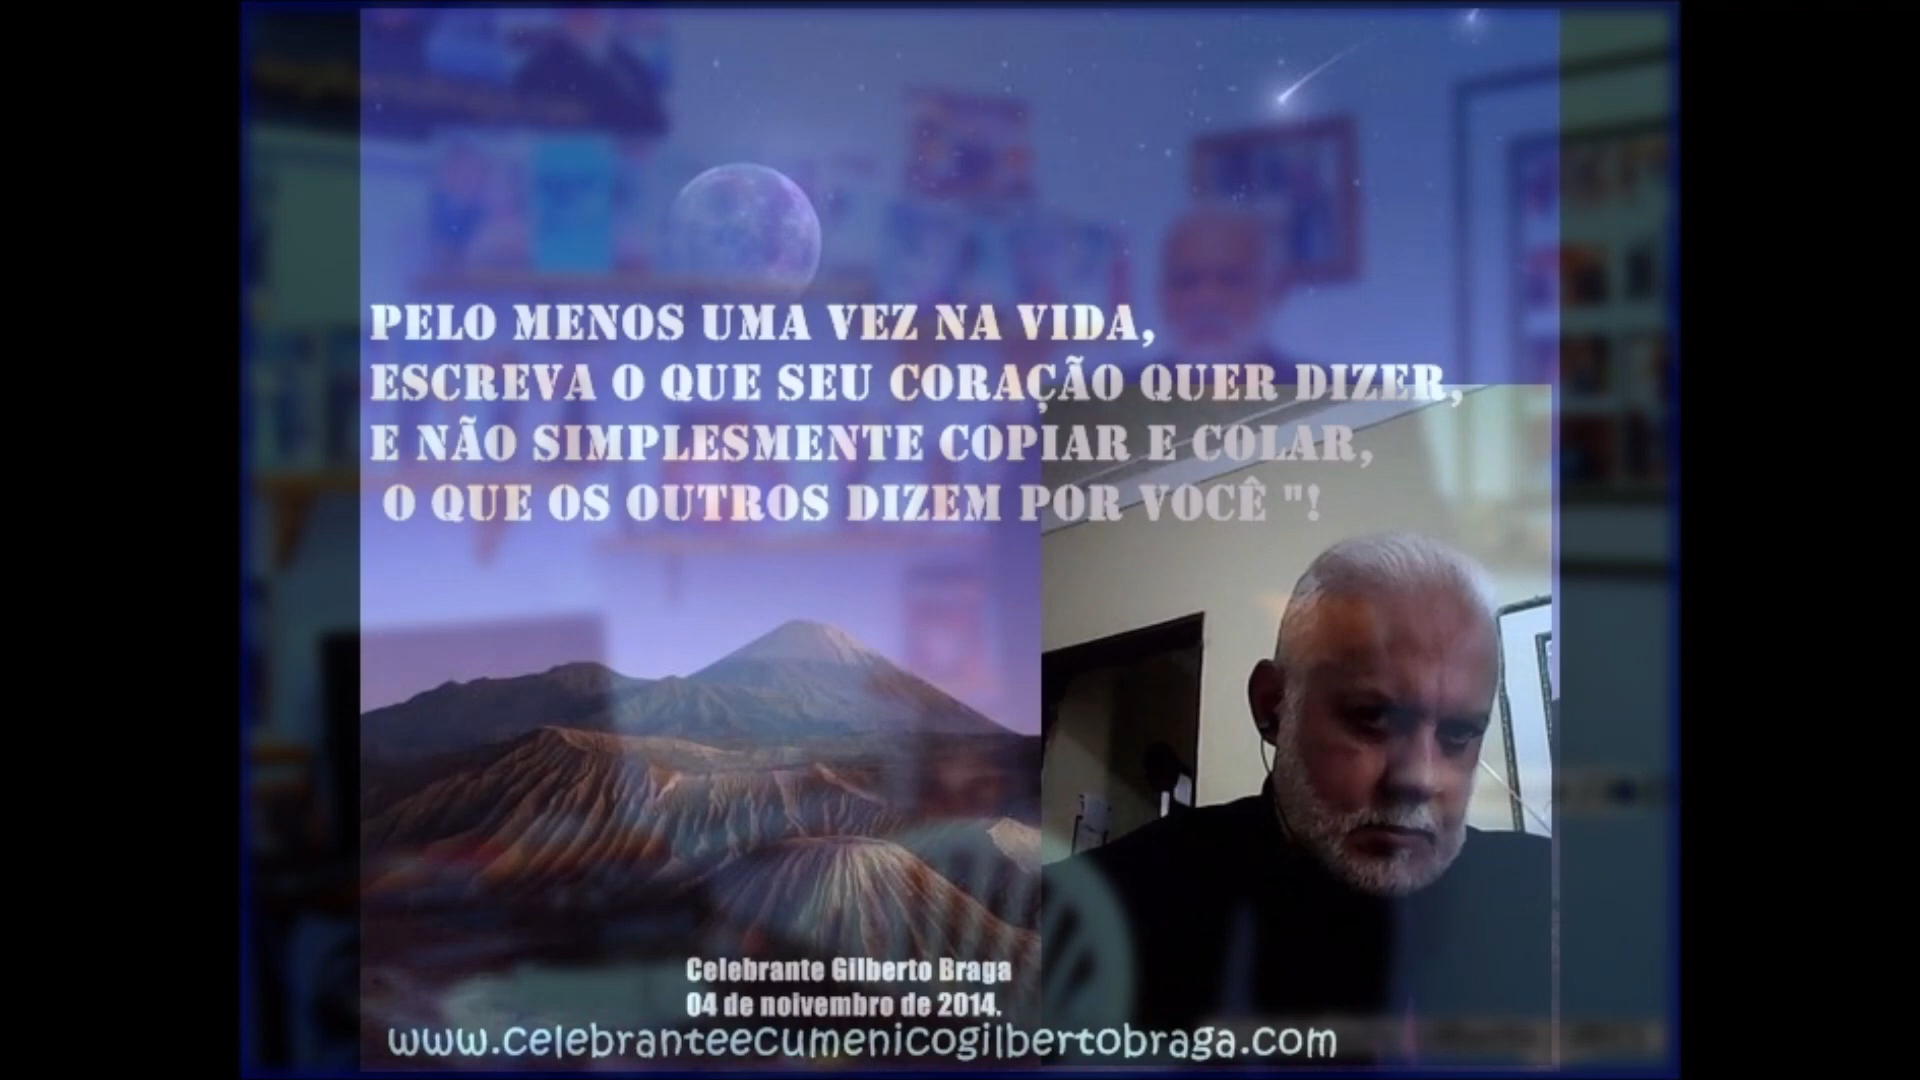 PELO MENOS UMA VEZ NA VIDA,
ESCREVA O QUE SEU CORAÇÃO QUER DIZER,
E NÃO SIMPLESMENTE COPIAR E COLAR,
O QUE OS OUTROS DIZEM POR VOCÊ "!
Celebrante Gilberto Braga
04 de noivembro de 2014.
www.celebranteecumenicogilbertobraga.com